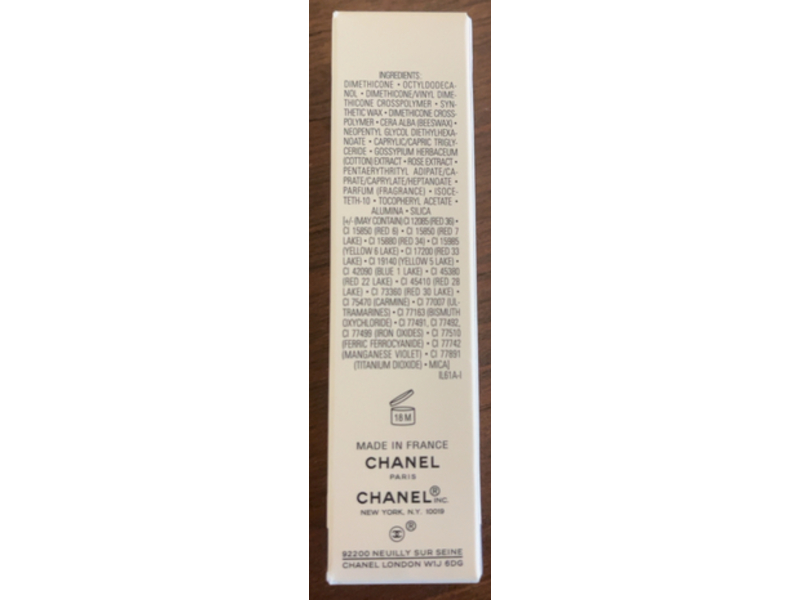 INGREDIENTS:
DIMETHICONE • OCTYLDODECA-
NOL • DIMETHICONE/VINYL DIME-
THICONE CROSSPOLYMER • SYN-
THETIC WAX • DIMETHICONE CROSS-
POLYMER • CERA ALBA (BEESWAX) •
NEOPENTYL GLYCOL DIETHYLHEXA-
NOATE • CAPRYLIC/CAPRIC TRIGLY-
CERIDE • GOSSYPIUM HERBACEUM
(COTTON) EXTRACT • ROSE EXTRACT •
PENTAERYTHRITYL ADIPATE/CA-
PRATE/CAPRYLATE/HEPTANOATE •
PARFUM (FRAGRANCE) • ISOCE-
TETH-10 • TOCOPHERYL ACETATE •
ALUMINA • SILICA
[+/-(MAY CONTAIN) CI 12085 (RED 36) •
CI 15850 (RED 6) • CI 15850 (RED 7
LAKE) • CI 15880 (RED 34) • CI 15985
(YELLOW 6 LAKE) • CI 17200 (RED 33
LAKE) • CI 19140 (YELLOW 5 LAKE) •
CI 42090 (BLUE 1 LAKE) • CI 45380
(RED 22 LAKE) • CI 45410 (RED 28
LAKE) • CI 73360 (RED 30 LAKE) •
CI 75470 (CARMINE) • CI 77007 (UL-
TRAMARINES) • CI 77163 (BISMUTH
OXYCHLORIDE) • CI 77491, CI 77492,
CI 77499 (IRON OXIDES) • CI 77510
(FERRIC FERROCYANIDE) • CI 77742
(MANGANESE VIOLET) • CI 77891
(TITANIUM DIOXIDE) • MICA]
IL61A-I
18 M
MADE IN FRANCE
CHANEL
PARIS
CHANEL® INC.
NEW YORK, N.Y. 10019
®
92200 NEUILLY SUR SEINE
CHANEL LONDON W1J 6DG